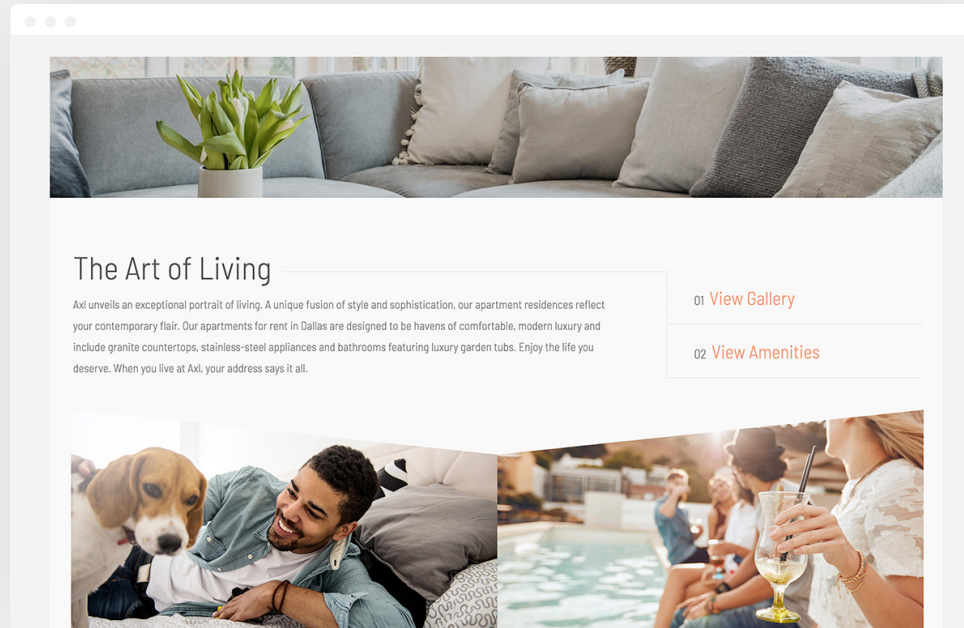 The Art of Living
Axl unveils an exceptional portrait of living. A unique fusion of style and sophistication, our apartment residences reflect
your contemporary flair. Our apartments for rent in Dallas are designed to be havens of comfortable, modern luxury and
include granite countertops, stainless-steel appliances and bathrooms featuring luxury garden tubs. Enjoy the life you
deserve. When you live at Axl, your address says it all.
01 View Gallery
02 View Amenities